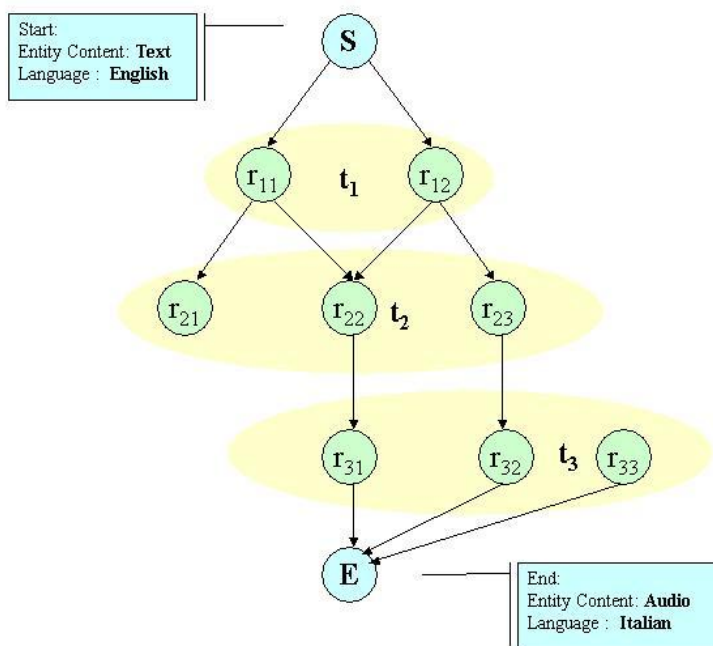 Start:
Entity Content: Text
Language : English
S
r11 t1 r12
r21 r22 t2 r23
r31 r32 t3 r33
E
End:
Entity Content: Audio
Language : Italian